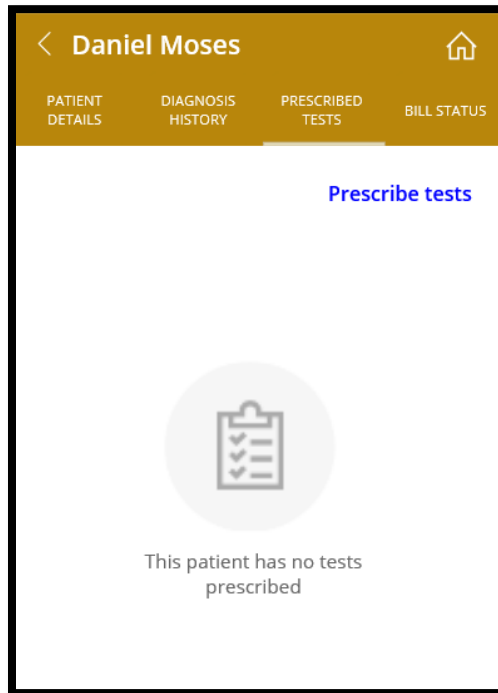 Daniel Moses
PATIENT
DETAILS
DIAGNOSIS
HISTORY
PRESCRIBED
TESTS
BILL STATUS
Prescribe tests
This patient has no tests
prescribed